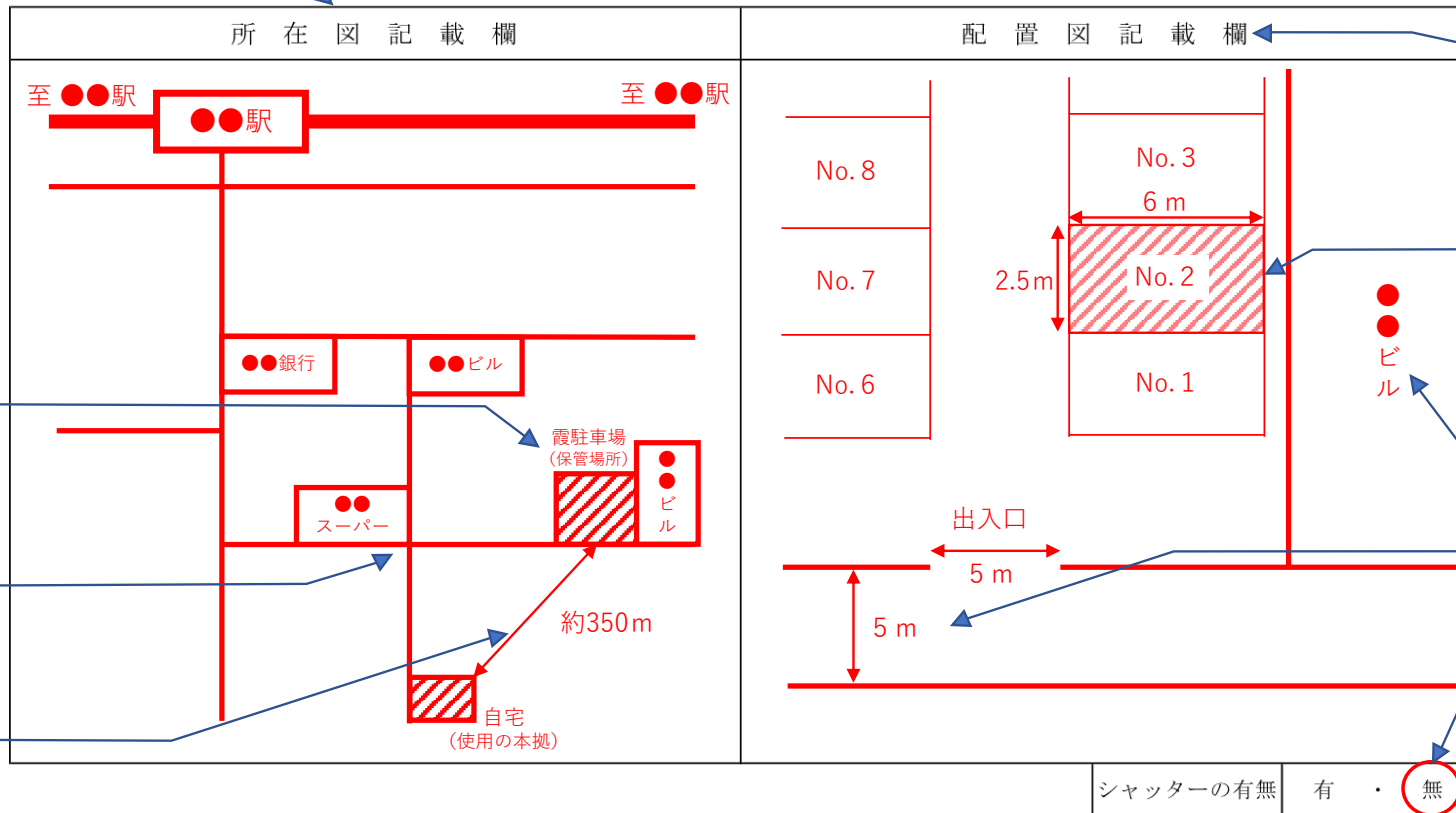 所在図記載欄
至 ●●駅
●●駅
至 ●●駅
●●銀行
●●ビル
霞駐車場
(保管場所)
●●ビル
●●
スーパー
約350m
自宅
(使用の本拠)
配置図記載欄
No.8
No.3
6 m
No.7
2.5m
No.2
●●ビル
No.6
No.1
出入口
5 m
5 m
シャッターの有無 有 ・ 無